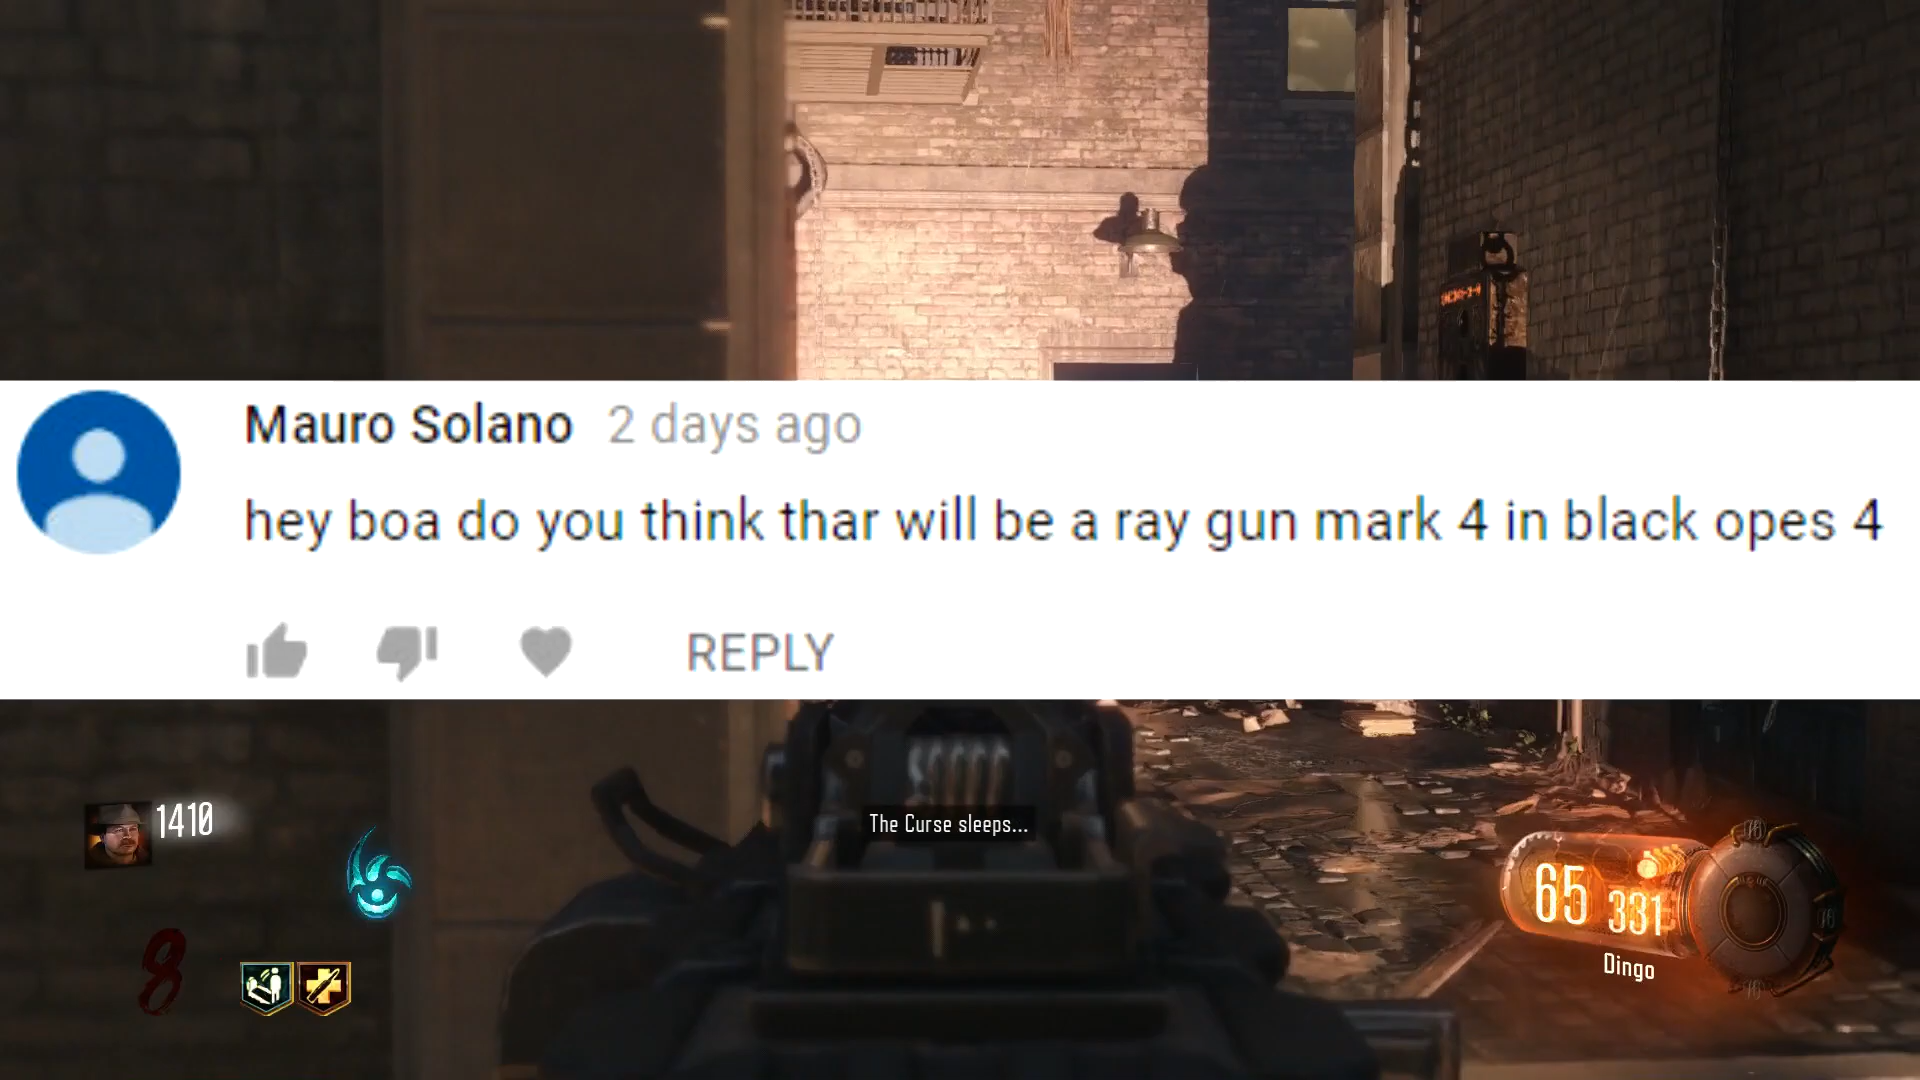 Mauro Solano 2 days ago
hey boa do you think thar will be a ray gun mark 4 in black opes 4
REPLY
1410
The Curse sleeps...
65 331
Dingo
8